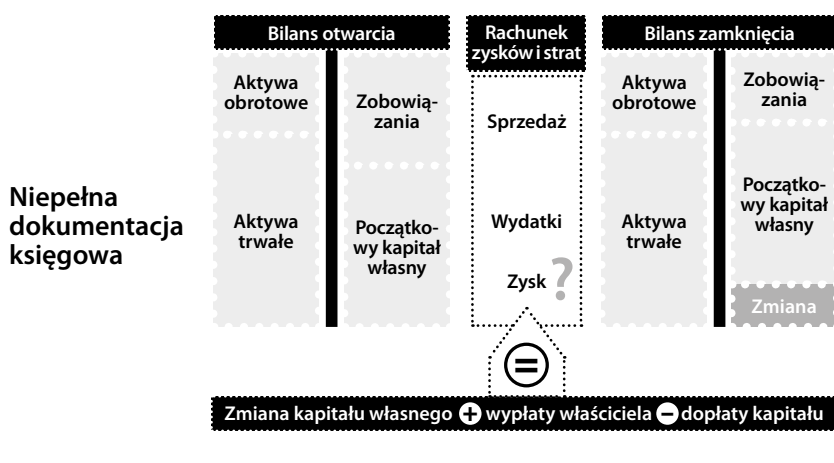 Bilans otwarcia
Rachunek
zysków i strat
Bilans zamknięcia
Niepełna
dokumentacja
księgowa
Aktywa
obrotowe
Aktywa
trwałe
Zobowią-
zania
Początko-
wy kapitał
własny
Sprzedaż
Wydatki
Zysk ?
Aktywa
obrotowe
Aktywa
trwałe
Zobowią-
zania
Początko-
wy kapitał
własny
Zmiana
=
Zmiana kapitału własnego + wypłaty właściciela − dopłaty kapitału